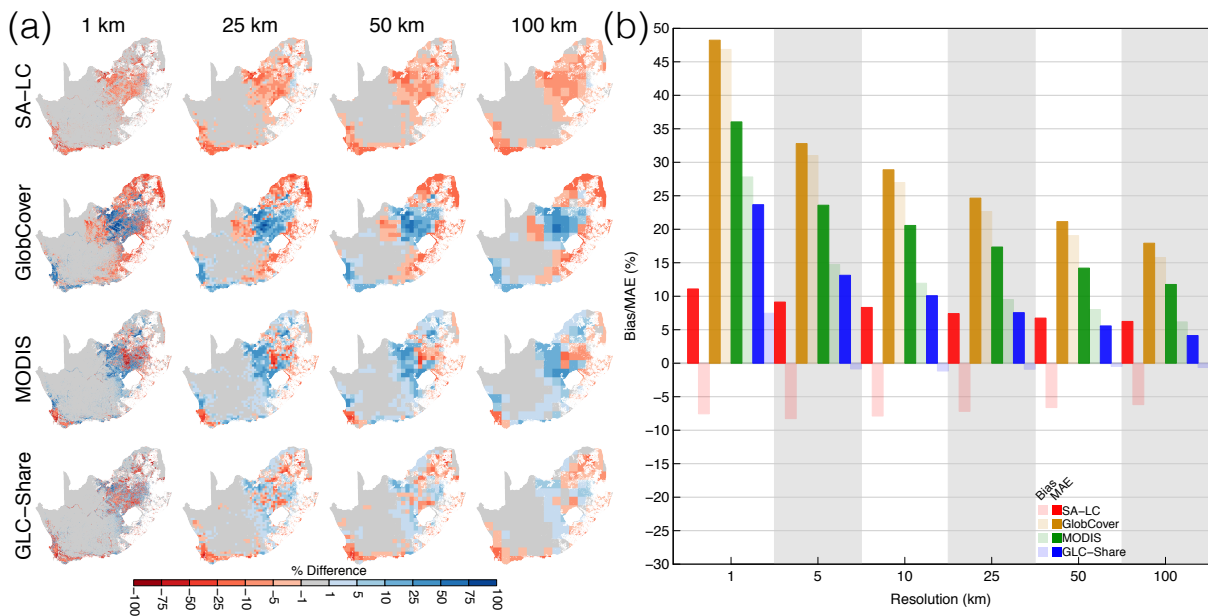 (a)
1 km 25 km 50 km 100 km
SA−LC
GlobCover
MODIS
GLC−Share
% Difference
−100 −75 −50 −25 −10 −5 −1 1 5 10 25 50 75 100
(b)
50
45
40
35
30
25
20
15
10
5
0
−5
−10
−15
−20
−25
−30
Bias/MAE (%)
Bias MAE
SA−LC
GlobCover
MODIS
GLC−Share
1 5 10 25 50 100
Resolution (km)